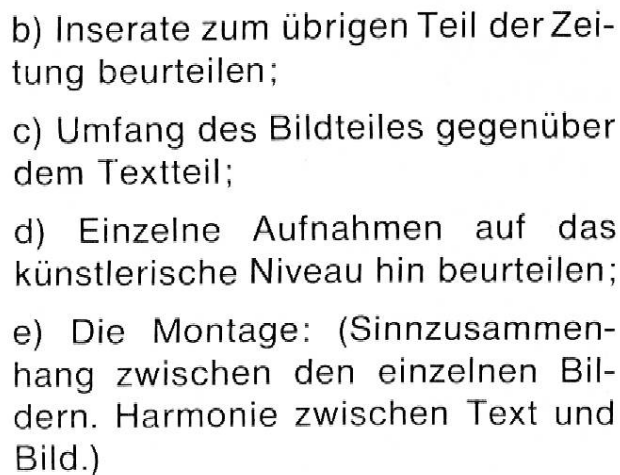 b) Inserate zum übrigen Teil der Zei-
tung beurteilen;
c) Umfang des Bildteiles gegenüber
dem Textteil;
d) Einzelne Aufnahmen auf das
künstlerische Niveau hin beurteilen;
e) Die Montage: (Sinnzusammen-
hang zwischen den einzelnen Bil-
dern. Harmonie zwischen Text und
Bild.)